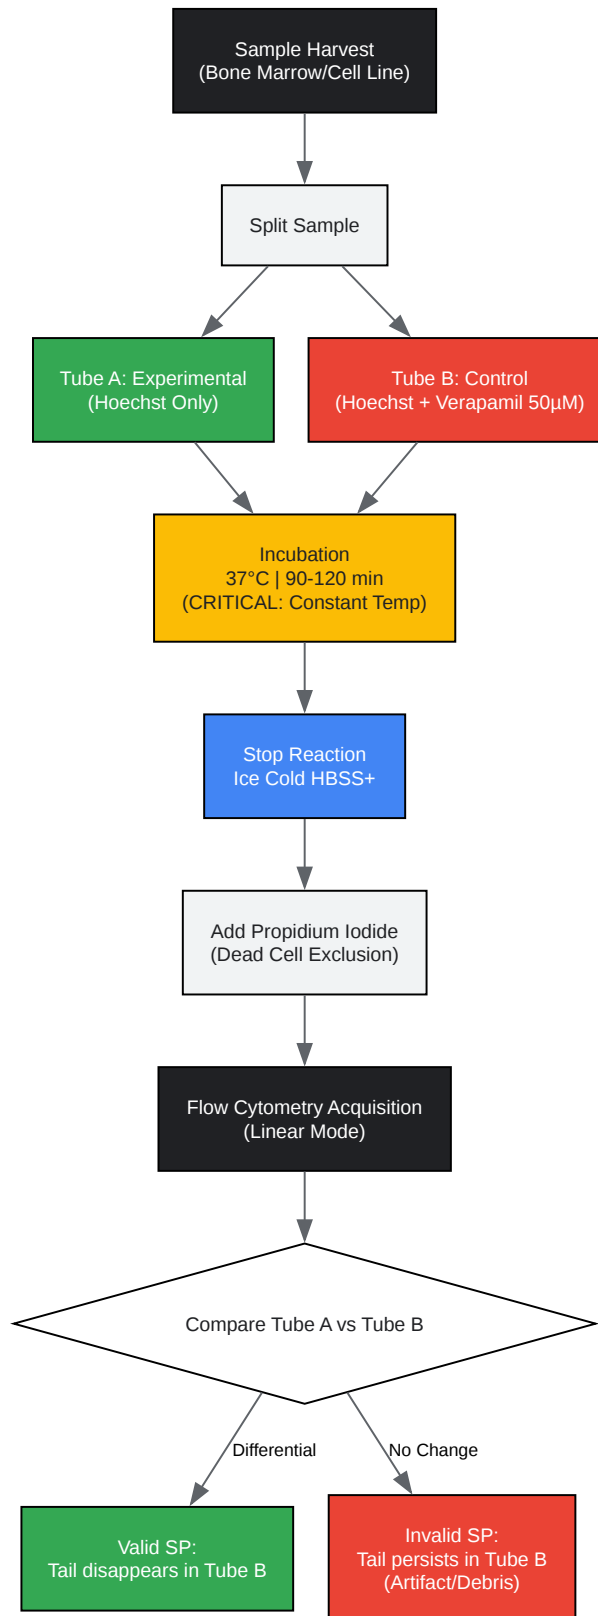 Sample Harvest
(Bone Marrow/Cell Line)
Split Sample
Tube A: Experimental
(Hoechst Only)
Tube B: Control
(Hoechst + Verapamil 50µM)
Incubation
37°C | 90-120 min
(CRITICAL: Constant Temp)
Stop Reaction
Ice Cold HBSS+
Add Propidium Iodide
(Dead Cell Exclusion)
Flow Cytometry Acquisition
(Linear Mode)
Compare Tube A vs Tube B
Differential
No Change
Valid SP:
Tail disappears in Tube B
Invalid SP:
Tail persists in Tube B
(Artifact/Debris)